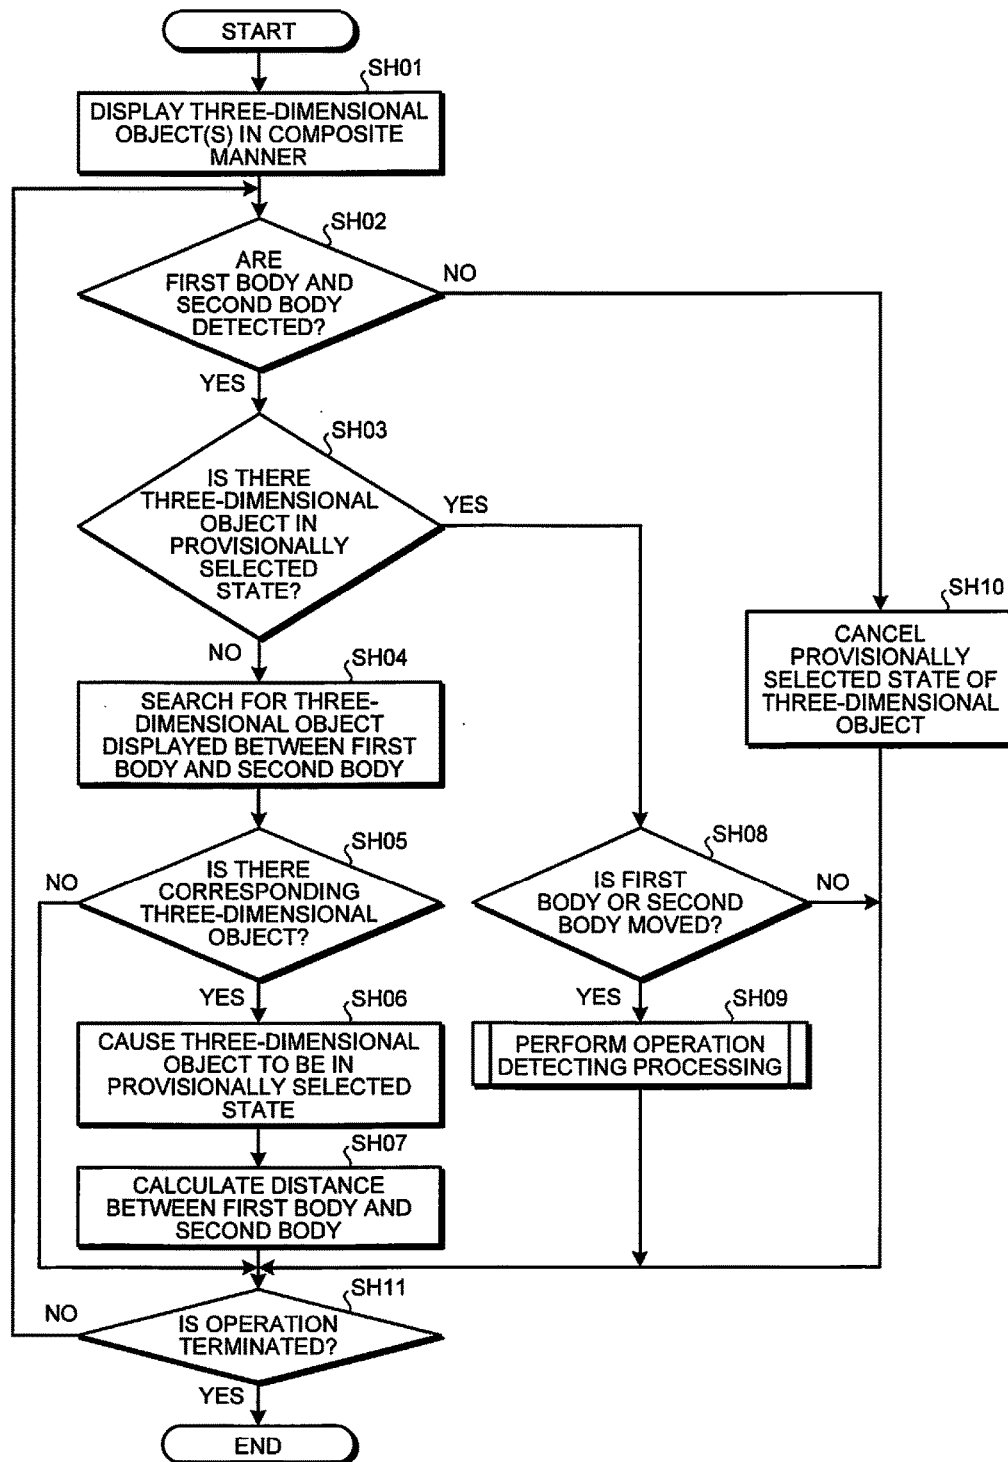 START
SH01
DISPLAY THREE-DIMENSIONAL
OBJECT(S) IN COMPOSITE
MANNER
SH02
ARE
FIRST BODY AND
SECOND BODY
DETECTED?
NO
YES
SH03
IS THERE
THREE-DIMENSIONAL
OBJECT IN
PROVISIONALLY
SELECTED
STATE?
YES
NO
SH10
CANCEL
PROVISIONALLY
SELECTED STATE OF
THREE-DIMENSIONAL
OBJECT
SH04
SEARCH FOR THREE-
DIMENSIONAL OBJECT
DISPLAYED BETWEEN FIRST
BODY AND SECOND BODY
SH05
IS THERE
CORRESPONDING
THREE-DIMENSIONAL
OBJECT?
NO
YES
SH08
IS FIRST
BODY OR SECOND
BODY MOVED?
NO
YES
SH06
CAUSE THREE-DIMENSIONAL
OBJECT TO BE IN
PROVISIONALLY SELECTED
STATE
SH09
PERFORM OPERATION
DETECTING PROCESSING
SH07
CALCULATE DISTANCE
BETWEEN FIRST BODY AND
SECOND BODY
SH11
IS OPERATION
TERMINATED?
NO
YES
END